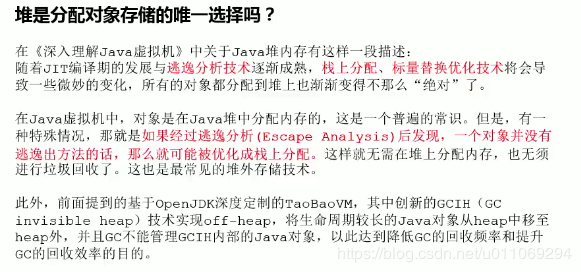 堆是分配对象存储的唯一选择吗？
在《深入理解Java虚拟机》中关于Java堆内存有这样一段描述：
随着JIT编译期的发展与逃逸分析技术逐渐成熟，栈上分配、标量替换优化技术将会导
致一些微妙的变化，所有的对象都分配到堆上也渐渐变得不那么“绝对”了。
在Java虚拟机中，对象是在Java堆中分配内存的，这是一个普遍的常识。但是，有一
种特殊情况，那就是如果经过逃逸分析(Escape Analysis)后发现，一个对象并没有
逃逸出方法的话，那么就可能被优化成栈上分配。这样就无需在堆上分配内存，也无须
进行垃圾回收了。这也是最常见的堆外存储技术。
此外，前面提到的基于OpenJDK深度定制的TaoBaoVM，其中创新的GCIH（GC
invisible heap）技术实现off-heap，将生命周期较长的Java对象从heap中移至
heap外，并且GC不能管理GCIH内部的Java对象，以此达到降低GC的回收频率和提升
GC的回收效率的目的。
https://blog.csdn.net/u011069294